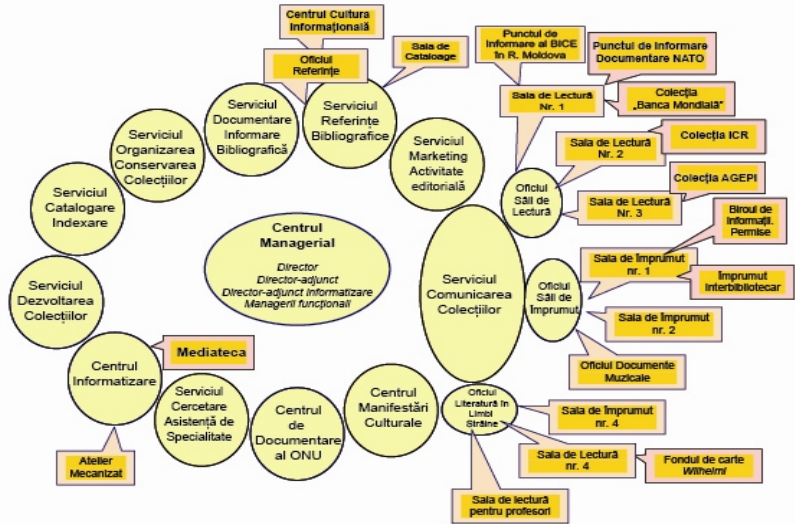 Centrul Cultura
Informațională
Oficiul
Referințe
Sala de
Cataloage
Punctul de
Informare al BICE
în R. Moldova
Punctul de Informare
Documentare NATO
Sala de Lectură
Nr. 1
Colecția
„Banca Mondială”
Serviciul
Documentare
Informare
Bibliografică
Serviciul
Referințe
Bibliografice
Serviciul
Organizarea
Conservarea
Colecțiilor
Serviciul
Marketing
Activitate
editorială
Sala de Lectură
Nr. 2
Colecția ICR
Oficiul
Săli de
Lectură
Colecția AGEPI
Sala de Lectură
Nr. 3
Serviciul
Catalogare
Indexare
Centrul
Managerial
Director
Director-adjunct
Director-adjunct Informatizare
Managerii funcționali
Serviciul
Comunicarea
Colecțiilor
Biroul de
Informații.
Permise
Sala de Împrumut
nr. 1
Împrumut
Interbibliotecar
Oficiul
Săli de
Împrumut
Sala de Împrumut
nr. 2
Oficiul Documente
Muzicale
Serviciul
Dezvoltarea
Colecțiilor
Mediateca
Centrul
Informatizare
Serviciul
Cercetare
Asistență de
Specialitate
Centrul
de
Documentare
al ONU
Centrul
Manifestări
Culturale
Oficiul
Literatură în
Limbi
Străine
Sala de Împrumut
nr. 4
Sala de Lectură
nr. 4
Fondul de carte
Wilhelmi
Sala de lectură
pentru profesori
Atelier
Mecanizat